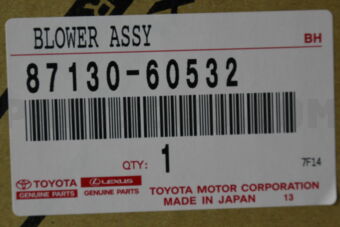 BLOWER ASSY
BH
87130-60532
QTY: 1
7F14
TOYOTA
GENUINE PARTS
LEXUS
GENUINE PARTS
TOYOTA MOTOR CORPORATION
MADE IN JAPAN 13